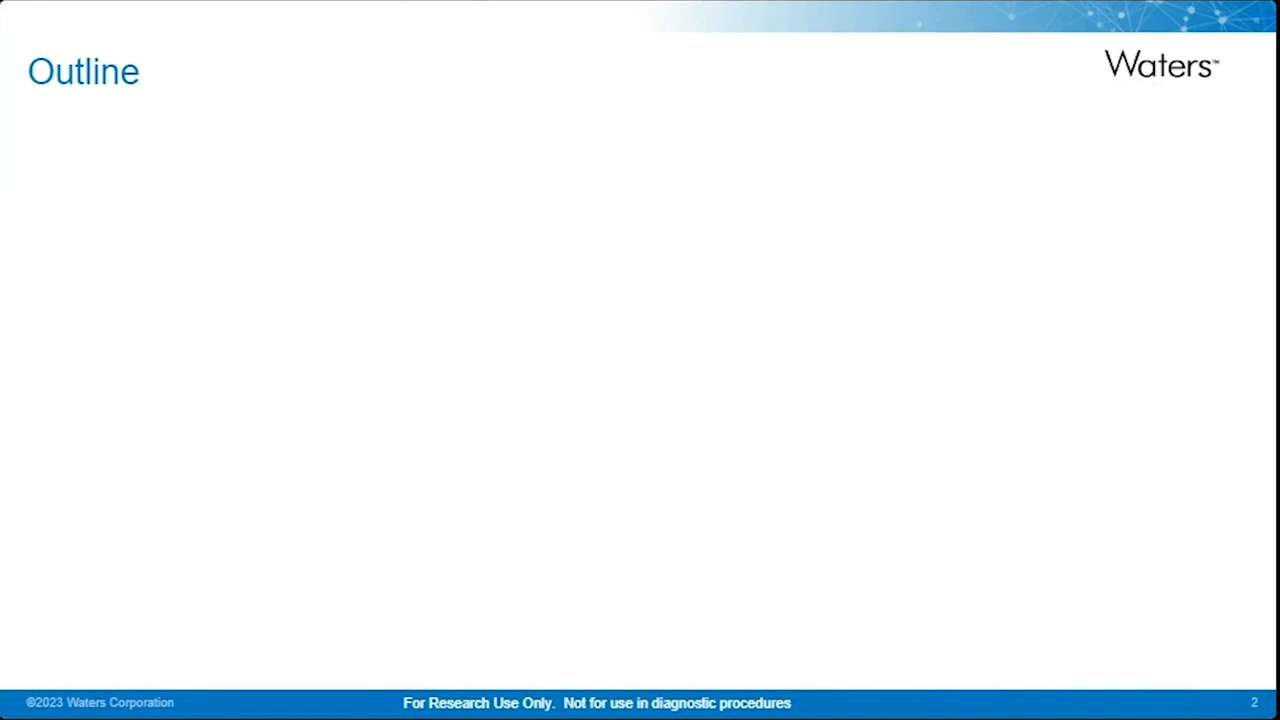 Outline
Waters™
©2023 Waters Corporation
For Research Use Only. Not for use in diagnostic procedures
2